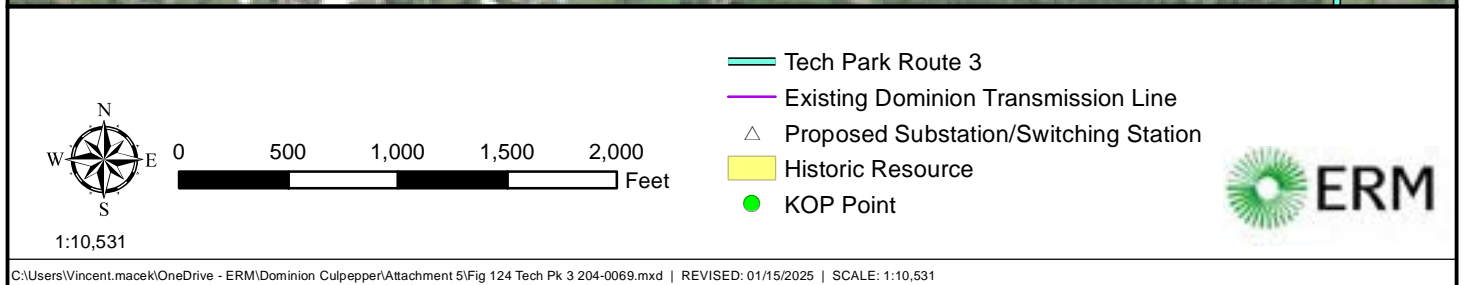 Tech Park Route 3
Existing Dominion Transmission Line
Proposed Substation/Switching Station
Historic Resource
KOP Point
N
W E
S
0 500 1,000 1,500 2,000
Feet
1:10,531
ERM
C:\Users\Vincent.macek\OneDrive - ERM\Dominion Culpepper\Attachment 5\Fig 124 Tech Pk 3 204-0069.mxd | REVISED: 01/15/2025 | SCALE: 1:10,531